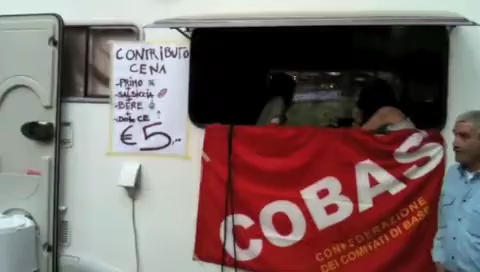 CONTRIBUTO
CENA
- PRIMO
+
- SALSICCIA
+
- BERE
+
- DOLCE
€ 5,..
COBAS
CONFEDERAZIONE
DEI COMITATI DI BASE